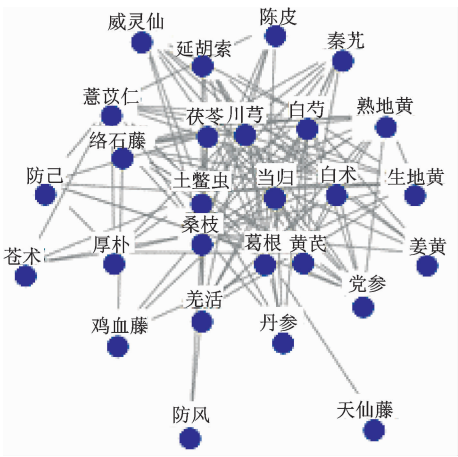 陈皮
威灵仙
秦艽
延胡索
薏苡仁
熟地黄
茯苓
川芎
白芍
络石藤
防己
土鳖虫
当归
白术
生地黄
桑枝
苍术
厚朴
葛根
黄芪
姜黄
党参
羌活
鸡血藤
丹参
防风
天仙藤